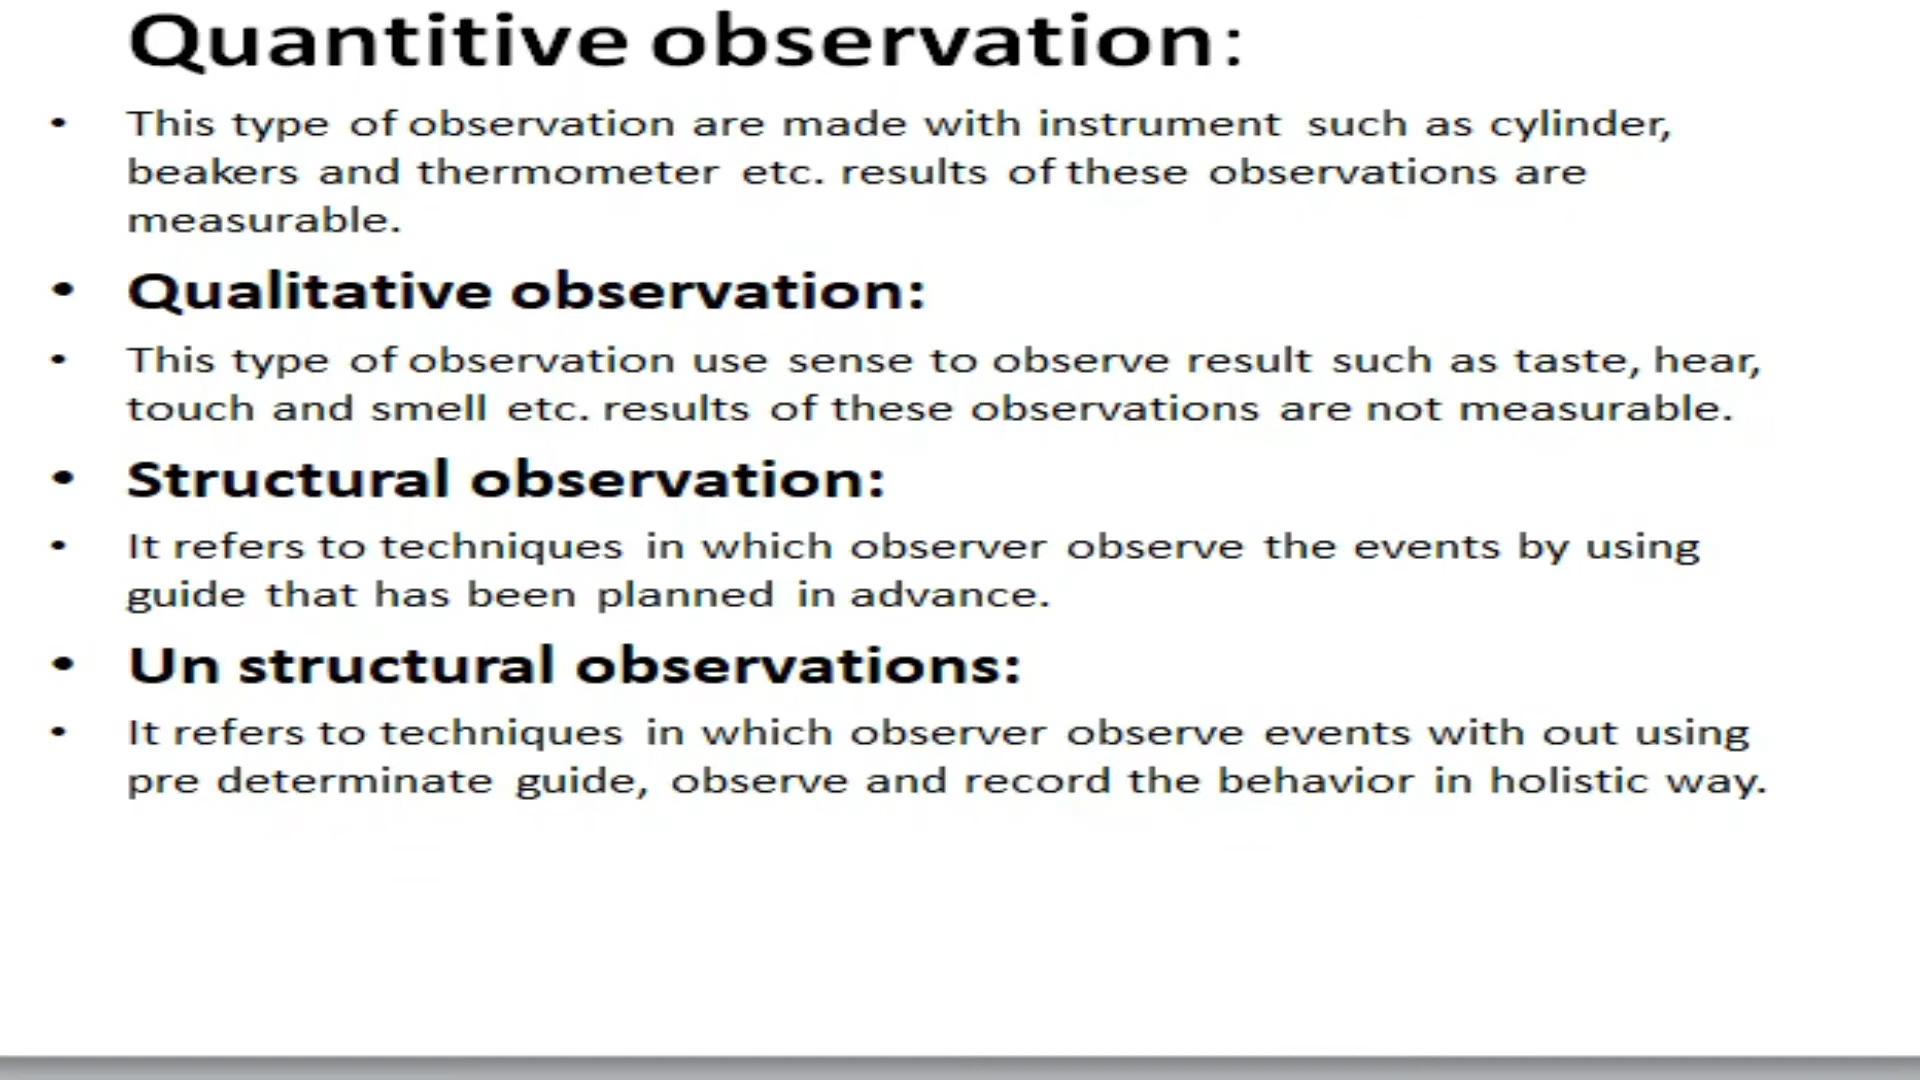 Quantitive observation:
• This type of observation are made with instrument such as cylinder,
beakers and thermometer etc. results of these observations are
measurable.
• Qualitative observation:
• This type of observation use sense to observe result such as taste, hear,
touch and smell etc. results of these observations are not measurable.
• Structural observation:
• It refers to techniques in which observer observe the events by using
guide that has been planned in advance.
• Un structural observations:
• It refers to techniques in which observer observe events with out using
pre determinate guide, observe and record the behavior in holistic way.